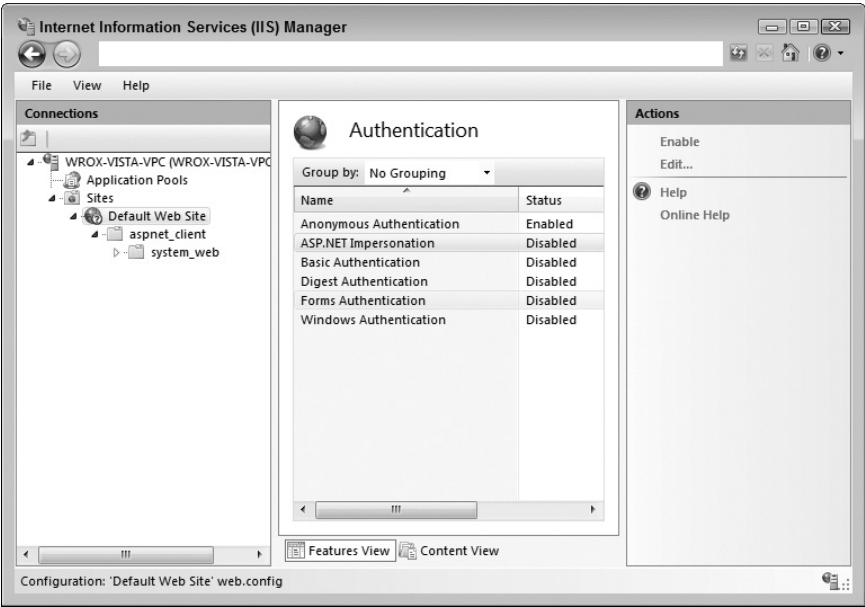 Internet Information Services (IIS) Manager
File View Help
Connections
WROX-VISTA-VPC (WROX-VISTA-VPC
Application Pools
Sites
Default Web Site
aspnet_client
system_web
Authentication
Group by: No Grouping
Name Status
Anonymous Authentication Enabled
ASP.NET Impersonation Disabled
Basic Authentication Disabled
Digest Authentication Disabled
Forms Authentication Disabled
Windows Authentication Disabled
Features View Content View
Actions
Enable
Edit...
Help
Online Help
Configuration: 'Default Web Site' web.config